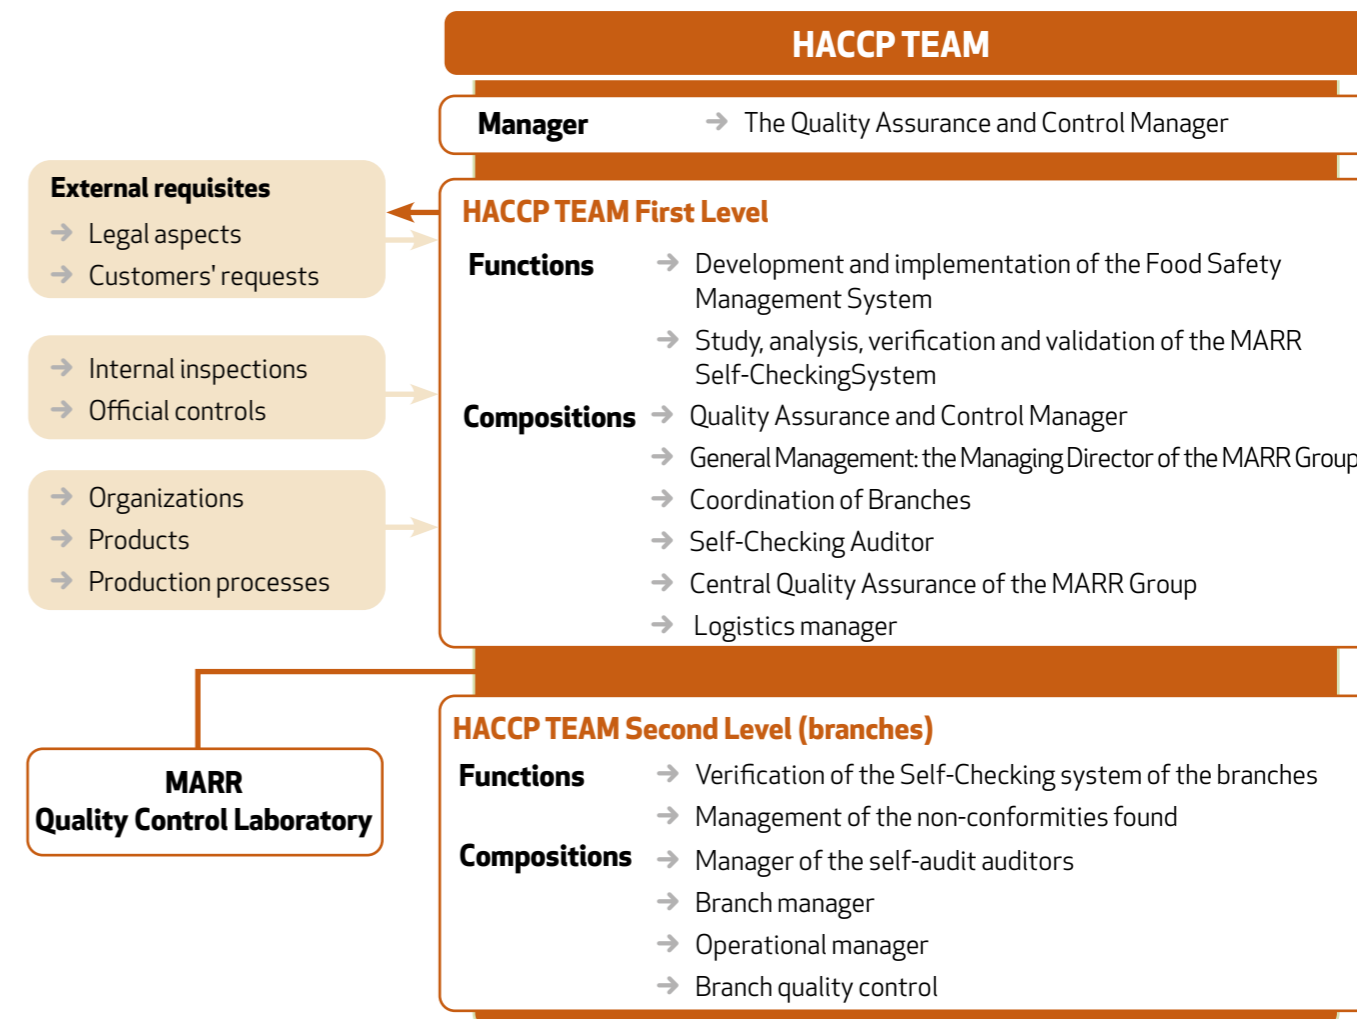 HACCP TEAM
Manager → The Quality Assurance and Control Manager
External requisites
→ Legal aspects
→ Customers' requests
→ Internal inspections
→ Official controls
→ Organizations
→ Products
→ Production processes
HACCP TEAM First Level
Functions → Development and implementation of the Food Safety
Management System
→ Study, analysis, verification and validation of the MARR
Self-CheckingSystem
Compositions → Quality Assurance and Control Manager
→ General Management: the Managing Director of the MARR Group
→ Coordination of Branches
→ Self-Checking Auditor
→ Central Quality Assurance of the MARR Group
→ Logistics manager
MARR
Quality Control Laboratory
HACCP TEAM Second Level (branches)
Functions → Verification of the Self-Checking system of the branches
→ Management of the non-conformities found
Compositions → Manager of the self-audit auditors
→ Branch manager
→ Operational manager
→ Branch quality control